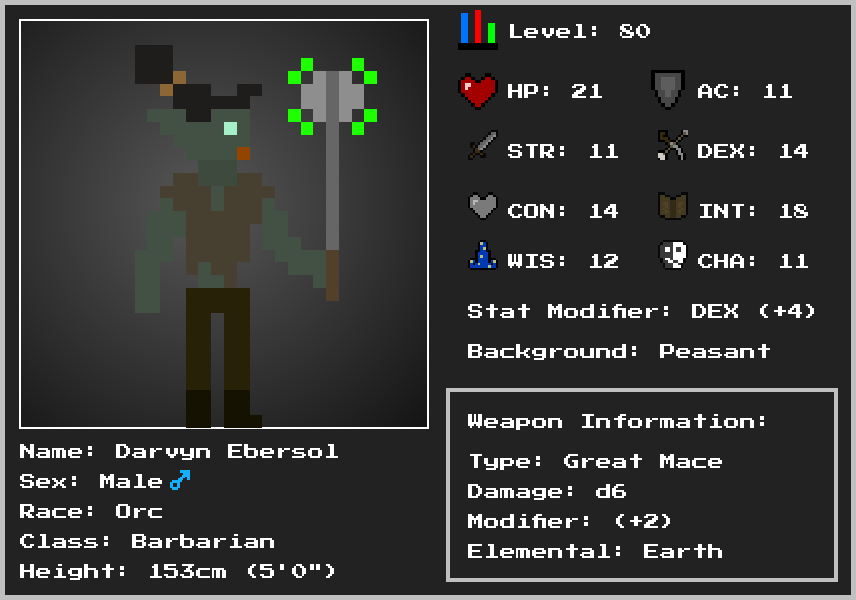 Level: 80
HP: 21
AC: 11
STR: 11
DEX: 14
CON: 14
INT: 18
WIS: 12
CHA: 11
Stat Modifier: DEX (+4)
Background: Peasant
Weapon Information:
Type: Great Mace
Damage: d6
Modifier: (+2)
Elemental: Earth
Name: Darvyn Ebersol
Sex: Male ♂
Race: Orc
Class: Barbarian
Height: 153cm (5'0")